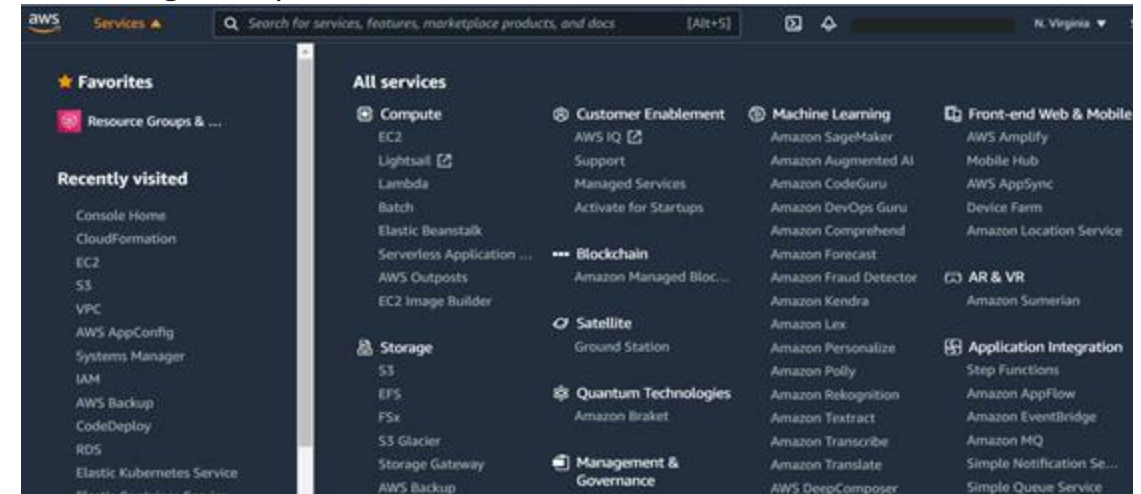 aws
Services ▲
Search for services, features, marketplace products, and docs
[Alt+S]
N. Virginia ▼
Favorites
Resource Groups & ...
Recently visited
Console Home
CloudFormation
EC2
S3
VPC
AWS AppConfig
Systems Manager
IAM
AWS Backup
CodeDeploy
RDS
Elastic Kubernetes Service
All services
Compute
EC2
Lightsail
Lambda
Batch
Elastic Beanstalk
Serverless Application ...
AWS Outposts
EC2 Image Builder
Storage
S3
EFS
FSx
S3 Glacier
Storage Gateway
AWS Backup
Customer Enablement
AWS IQ
Support
Managed Services
Activate for Startups
Blockchain
Amazon Managed Bloc...
Satellite
Ground Station
Quantum Technologies
Amazon Braket
Management &
Governance
Machine Learning
Amazon SageMaker
Amazon Augmented AI
Amazon CodeGuru
Amazon DevOps Guru
Amazon Comprehend
Amazon Forecast
Amazon Fraud Detector
Amazon Kendra
Amazon Lex
Amazon Personalize
Amazon Polly
Amazon Rekognition
Amazon Textract
Amazon Transcribe
Amazon Translate
AWS DeepComposer
Front-end Web & Mobile
AWS Amplify
Mobile Hub
AWS AppSync
Device Farm
Amazon Location Service
AR & VR
Amazon Sumerian
Application Integration
Step Functions
Amazon AppFlow
Amazon EventBridge
Amazon MQ
Simple Notification Se...
Simple Queue Service